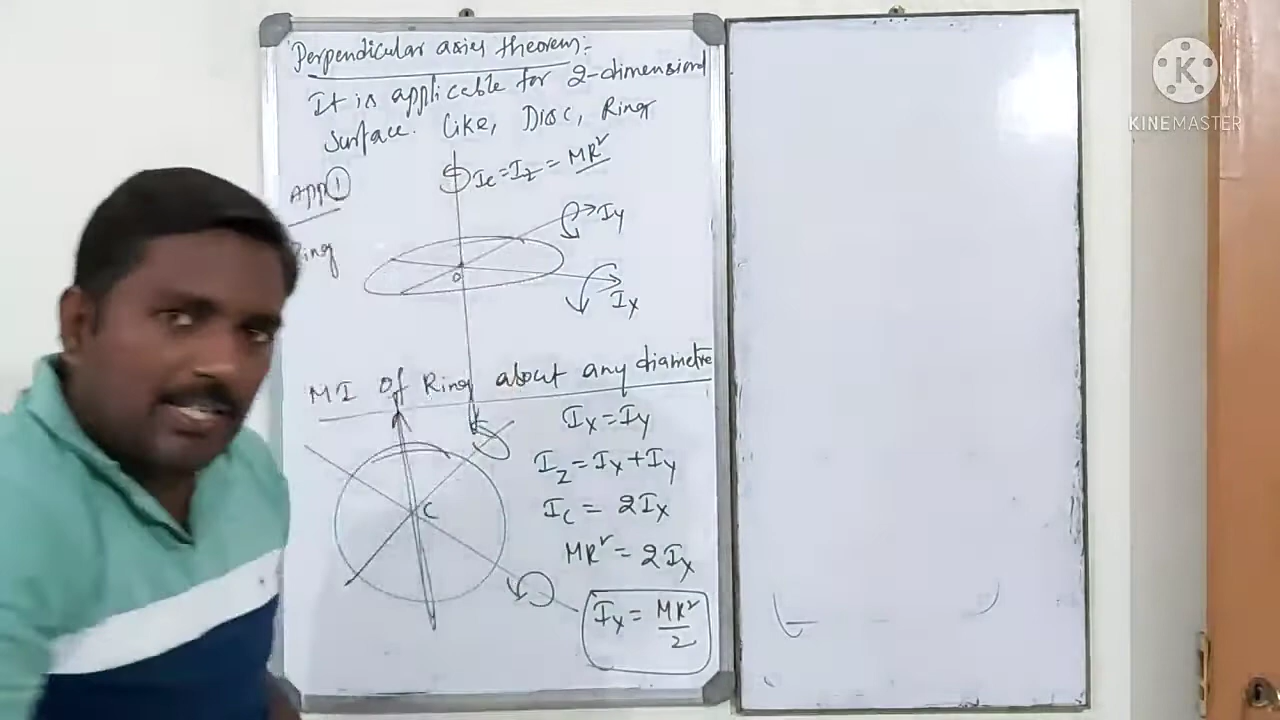 Perpendicular axies theorem:-
It is applicable for 2-dimensional
surface. Like, Disc, Ring
App ①
Ring
Ic = Iz = MR²
Iy
O
Ix
MI Of Ring about any diametre
Ix = Iy
Iz = Ix + Iy
C
Ic = 2Ix
MR² = 2Ix
Ix = MR²/2
K
KINEMASTER